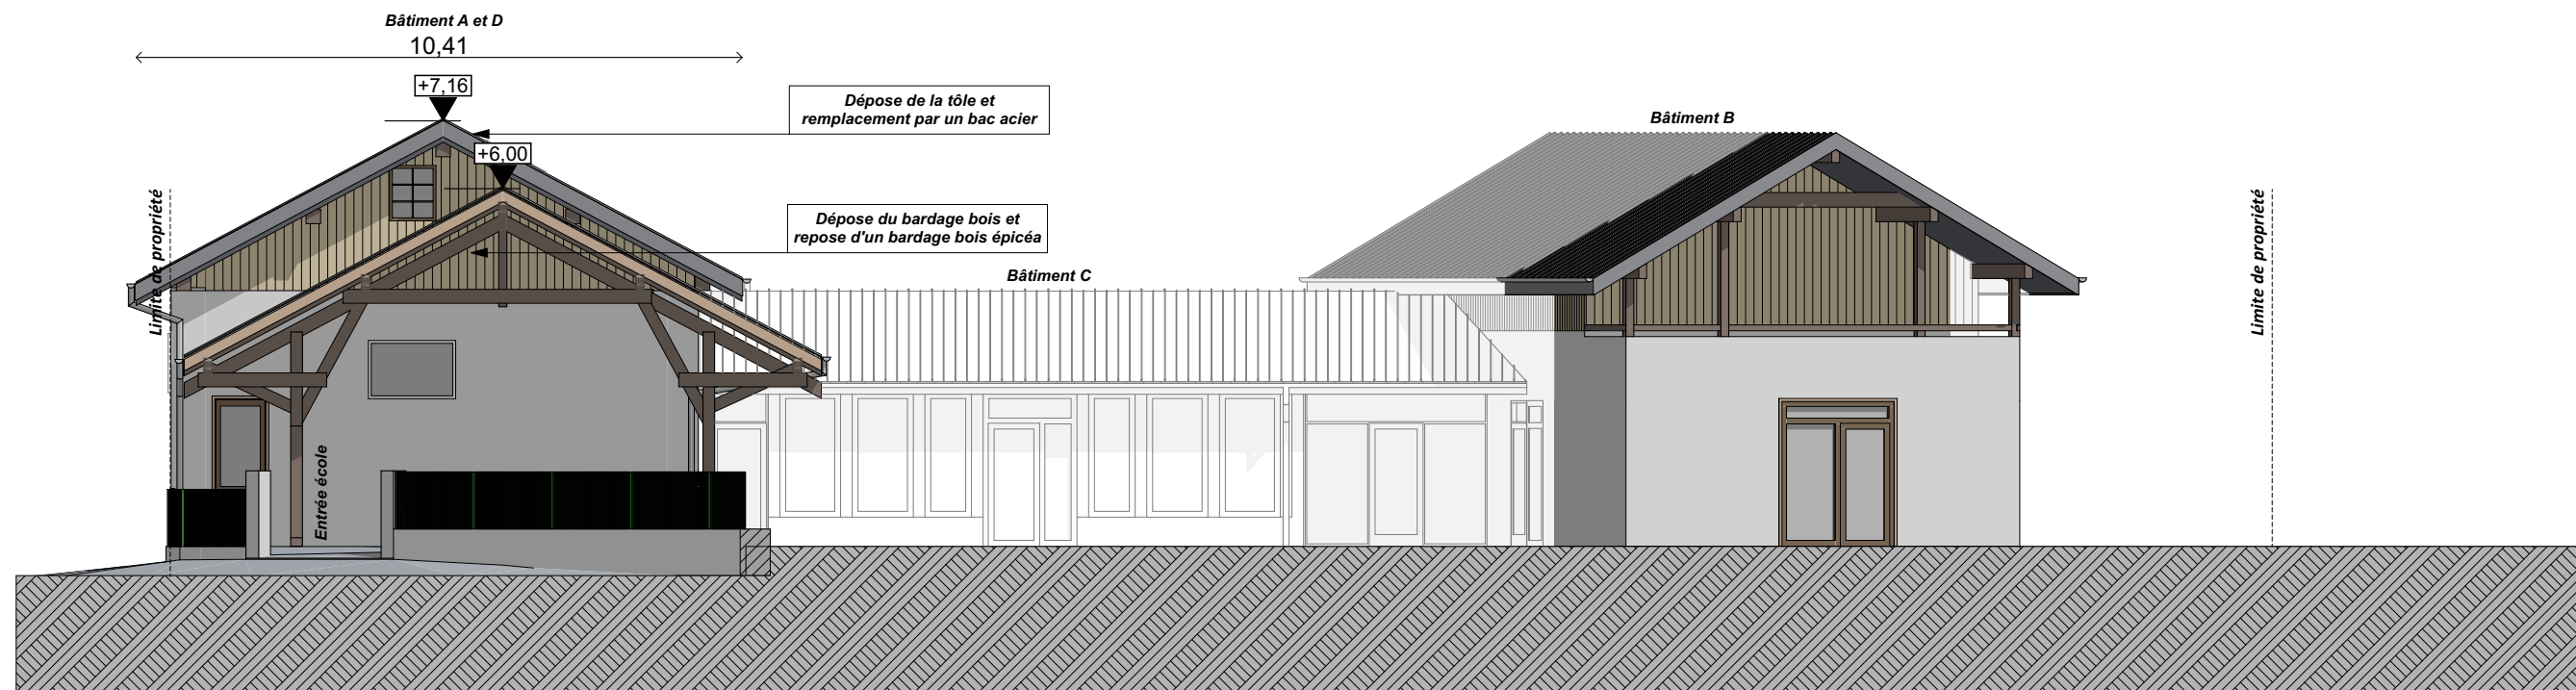 Bâtiment A et D
10,41
+7,16
Dépose de la tôle et
remplacement par un bac acier
Bâtiment B
+6,00
Limite de propriété
Dépose du bardage bois et
repose d'un bardage bois épicéa
Limite de propriété
Bâtiment C
Entrée école